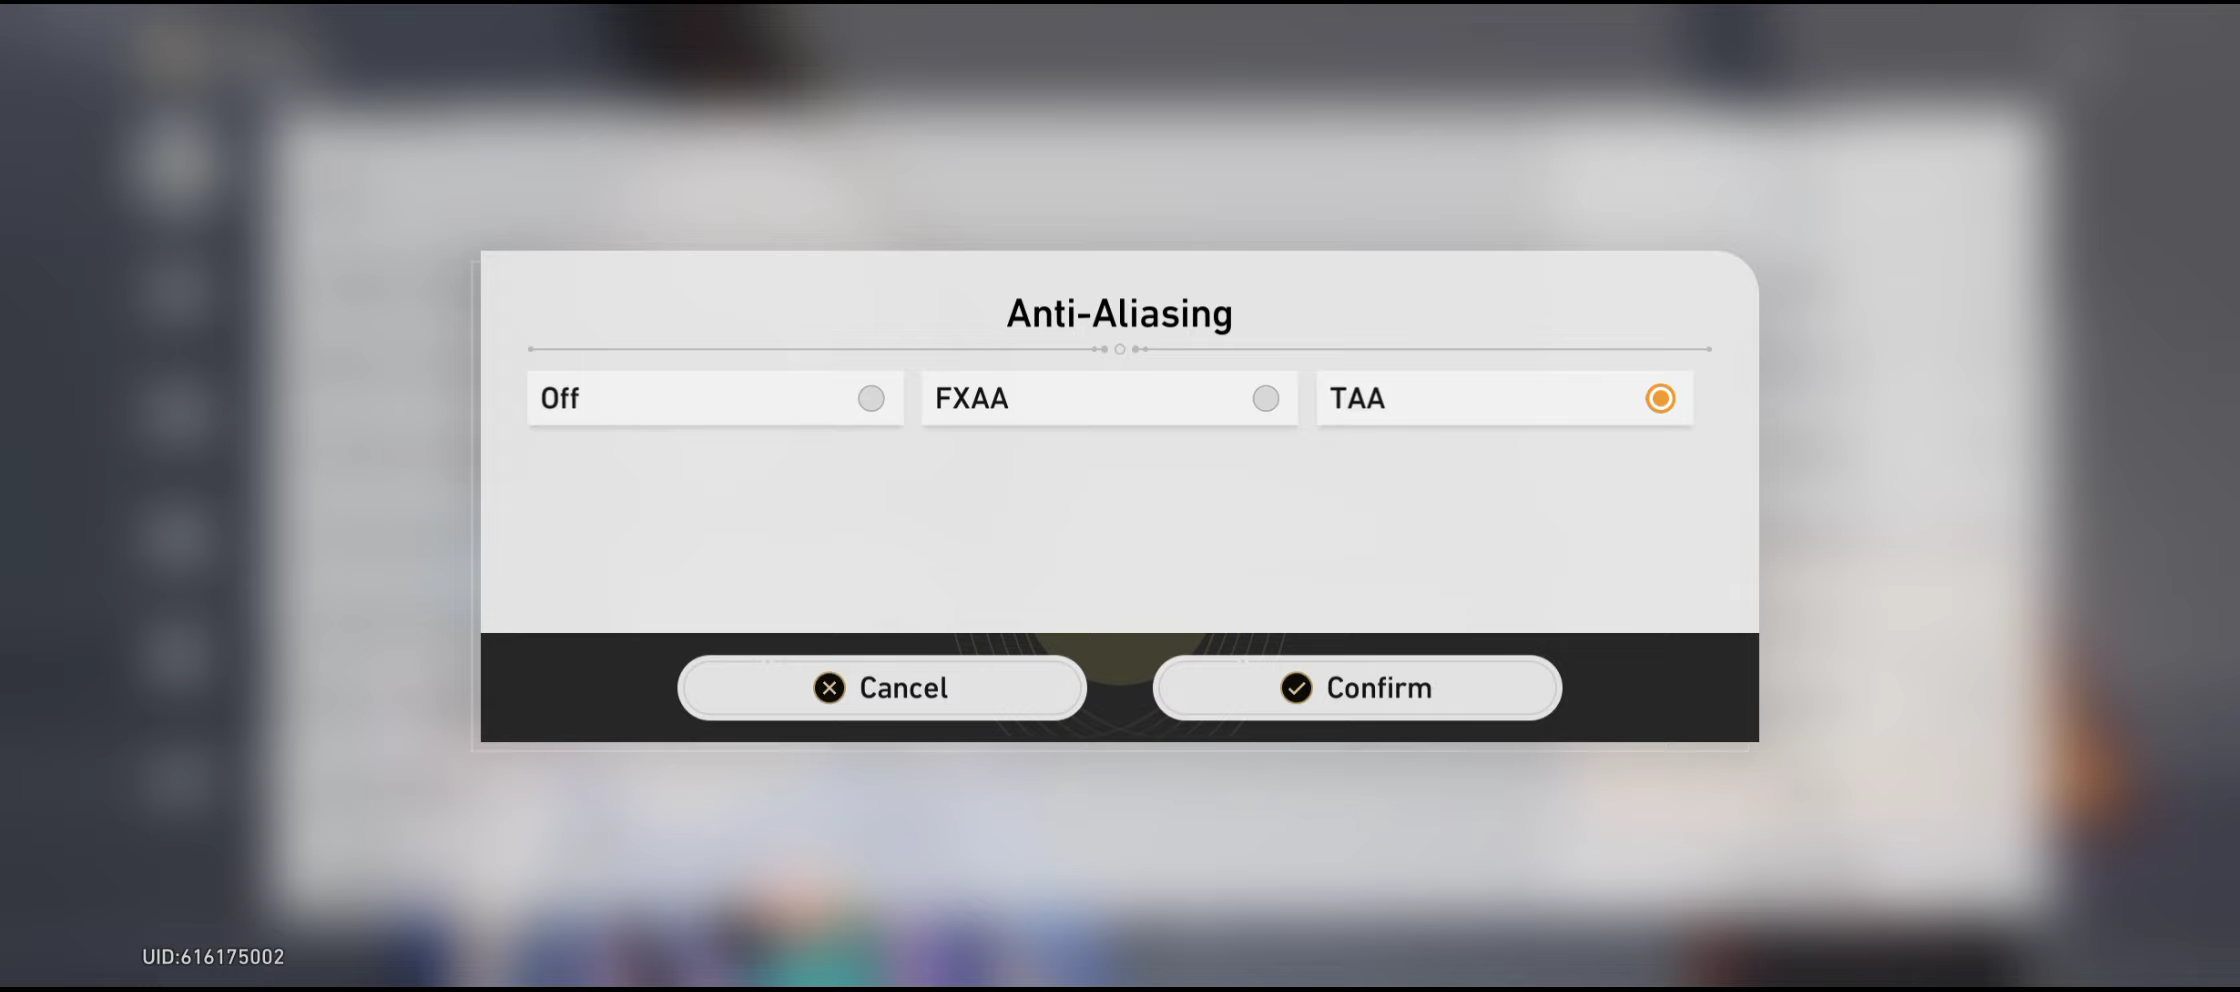 Anti-Aliasing
Off
FXAA
TAA
Cancel
Confirm
UID:616175002